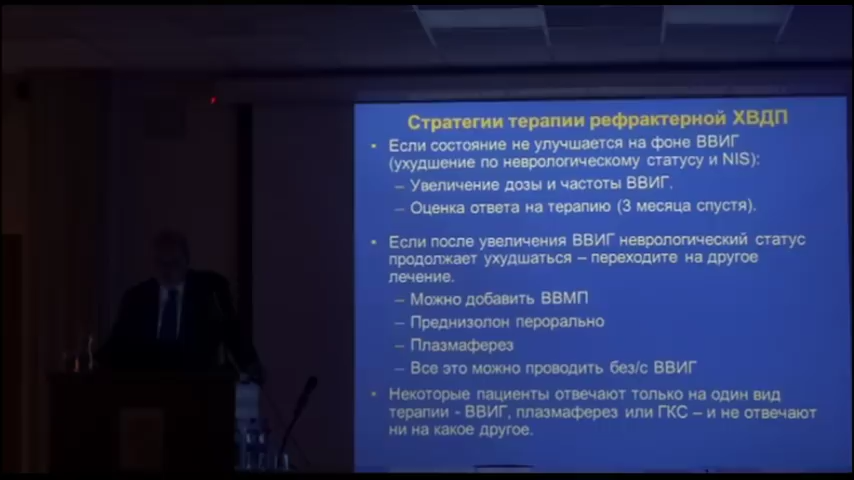 Стратегии терапии рефрактерной ХВДП
• Если состояние не улучшается на фоне ВВИГ
(ухудшение по неврологическому статусу и NIS):
– Увеличение дозы и частоты ВВИГ.
– Оценка ответа на терапию (3 месяца спустя).
• Если после увеличения ВВИГ неврологический статус
продолжает ухудшаться – переходите на другое
лечение.
– Можно добавить ВВМП
– Преднизолон перорально
– Плазмаферез
– Все это можно проводить без/с ВВИГ
• Некоторые пациенты отвечают только на один вид
терапии - ВВИГ, плазмаферез или ГКС – и не отвечают
ни на какое другое.